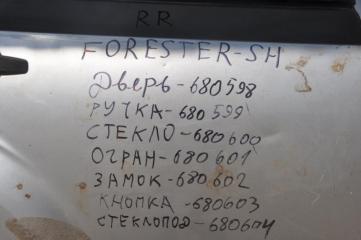 RR
FORESTER-SH
ДВЕРЬ-680598
РУЧКА-680599
СТЕКЛО-680600
ОГРАН-680601
ЗАМОК-680602
КНОПКА-680603
СТЕКЛОПОД-680604